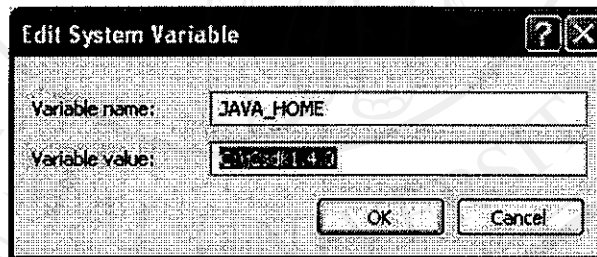 Edit System Variable
Variable name: JAVA_HOME
Variable value:
OK Cancel